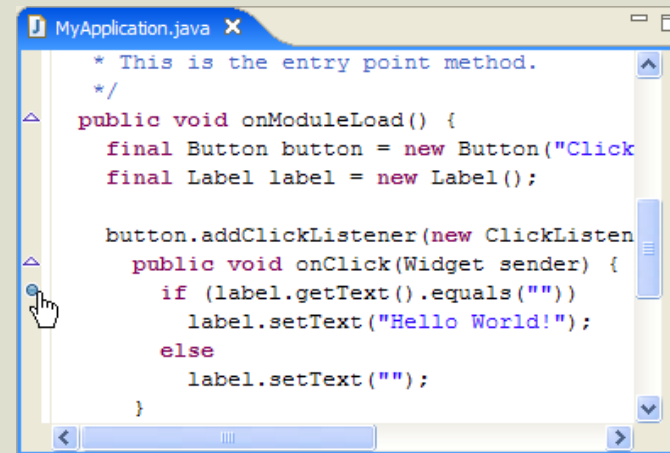 MyApplication.java
* This is the entry point method.
*/
public void onModuleLoad() {
final Button button = new Button("Click
final Label label = new Label();
button.addClickListener(new ClickListen
public void onClick(Widget sender) {
if (label.getText().equals(""))
label.setText("Hello World!");
else
label.setText("");
}